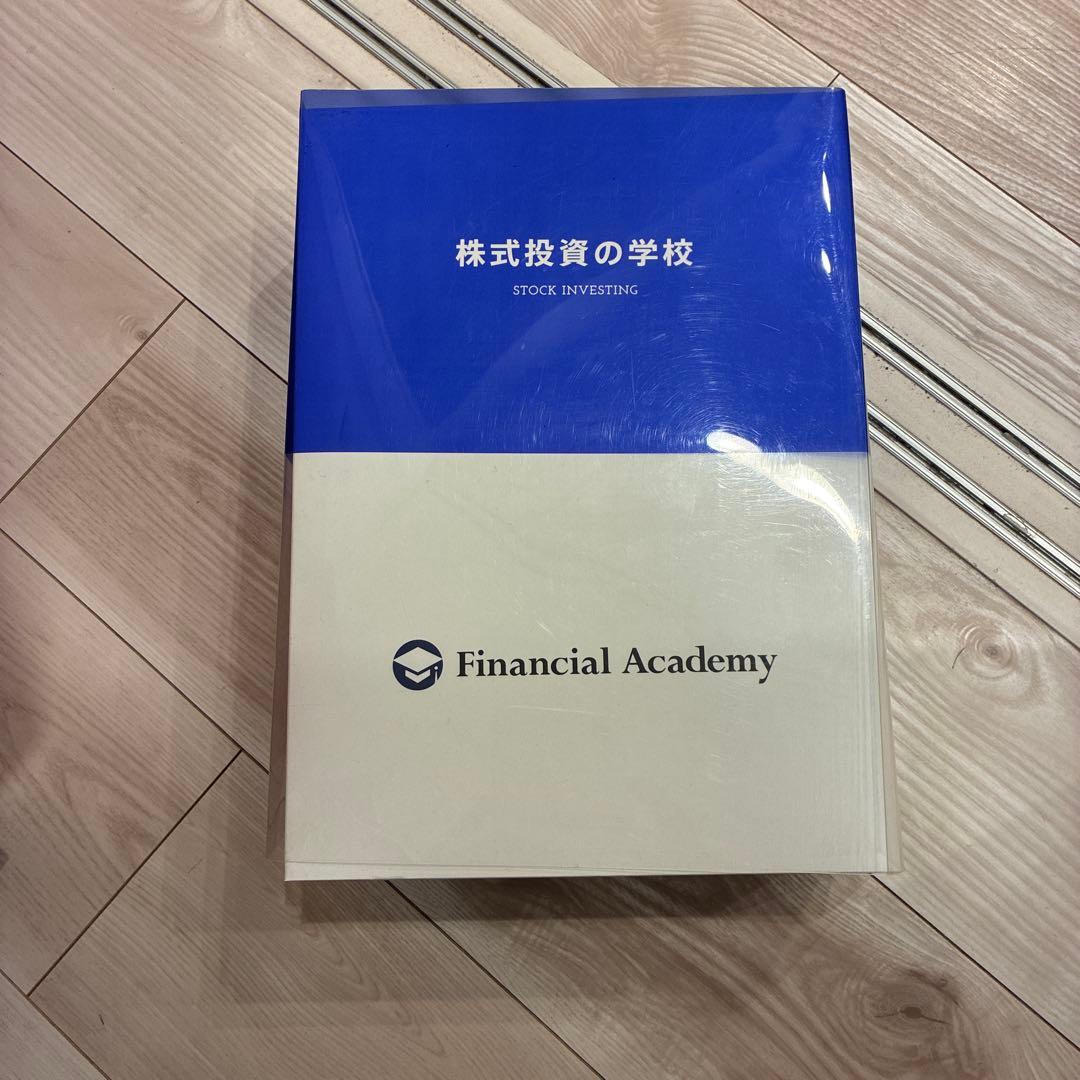 株式投資の学校
STOCK INVESTING
Financial Academy